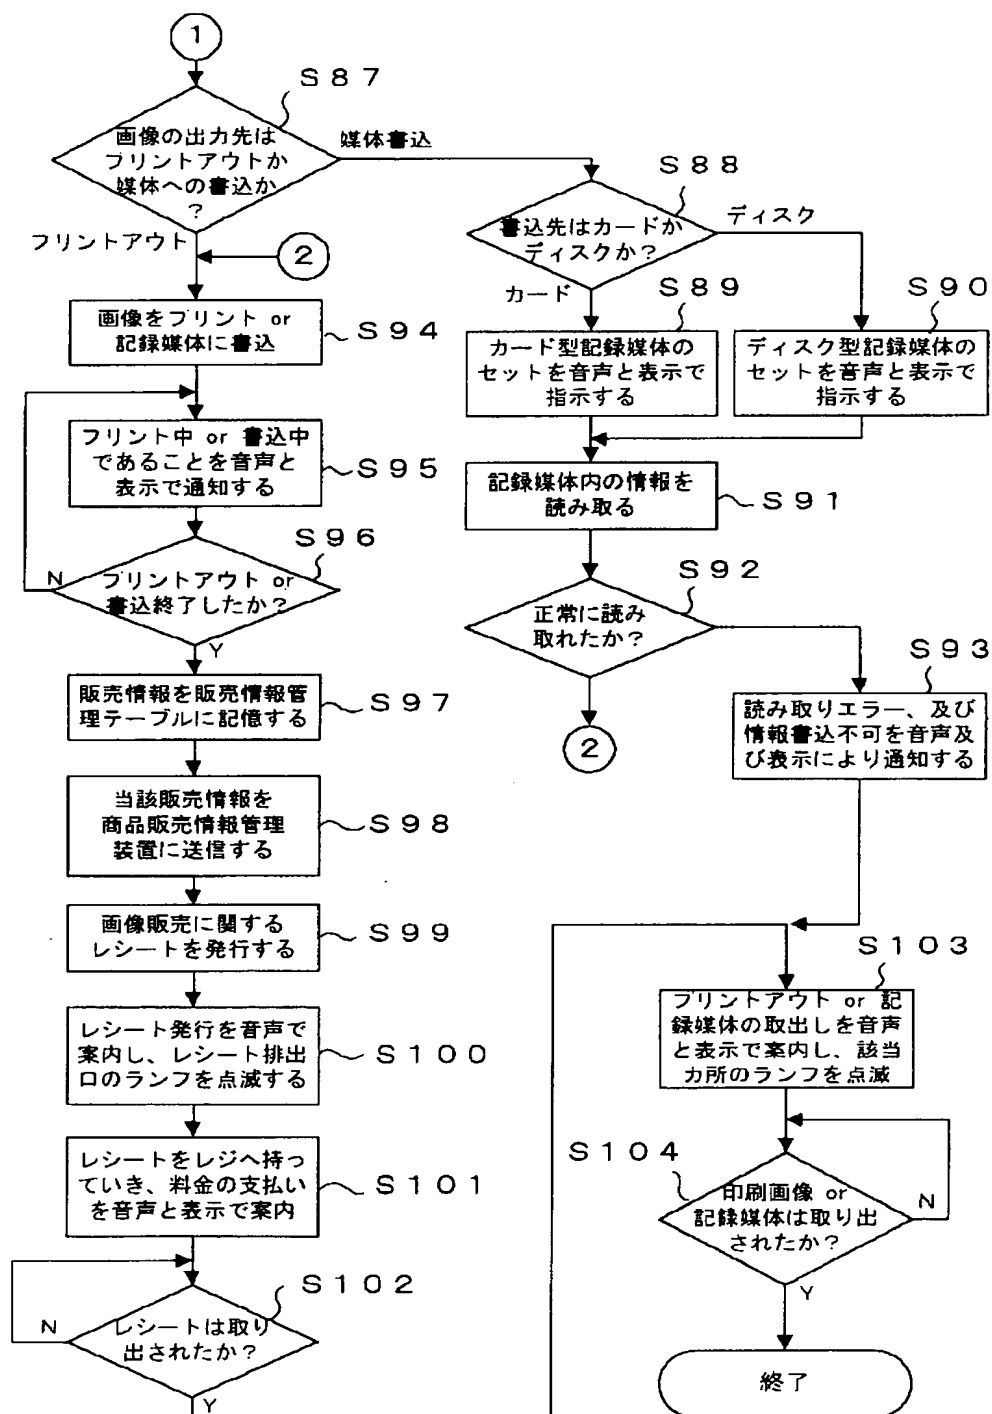 1
S87
画像の出力先は
プリントアウトか
媒体への書込か
?
媒体書込
フリントアウト
2
S88
書込先はカードか
ディスクか?
ディスク
カード
S89
カード型記録媒体の
セットを音声と表示で
指示する
S90
ディスク型記録媒体の
セットを音声と表示で
指示する
S91
記録媒体内の情報を
読み取る
S92
正常に読み
取れたか?
2
S93
読み取りエラー、及び
情報書込不可を音声及
び表示により通知する
画像をプリント or
記録媒体に書込
S94
フリント中 or 書込中
であることを音声と
表示で通知する
S95
S96
プリントアウト or
書込終了したか?
N
Y
販売情報を販売情報管
理テーブルに記憶する
S97
当該販売情報を
商品販売情報管理
装置に送信する
S98
画像販売に関する
レシートを発行する
S99
レシート発行を音声で
案内し、レシート排出
口のランフを点滅する
S100
レシートをレジへ持っ
ていき、料金の支払い
を音声と表示で案内
S101
S102
レシートは取り
出されたか?
N
Y
S103
プリントアウト or 記
録媒体の取出しを音声
と表示で案内し、該当
カ所のランフを点滅
S104
印刷画像 or
記録媒体は取り出
されたか?
N
Y
終了